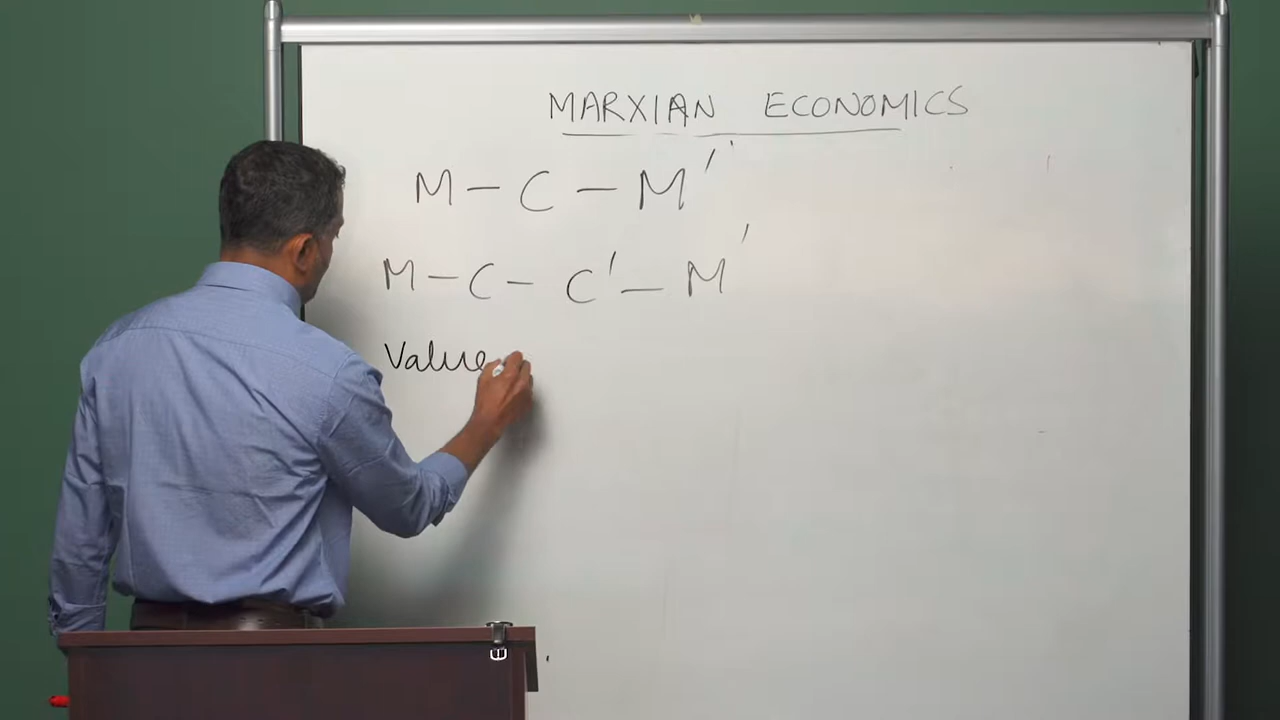 MARXIAN ECONOMICS
M – C – M'
M – C – C' – M'
Value